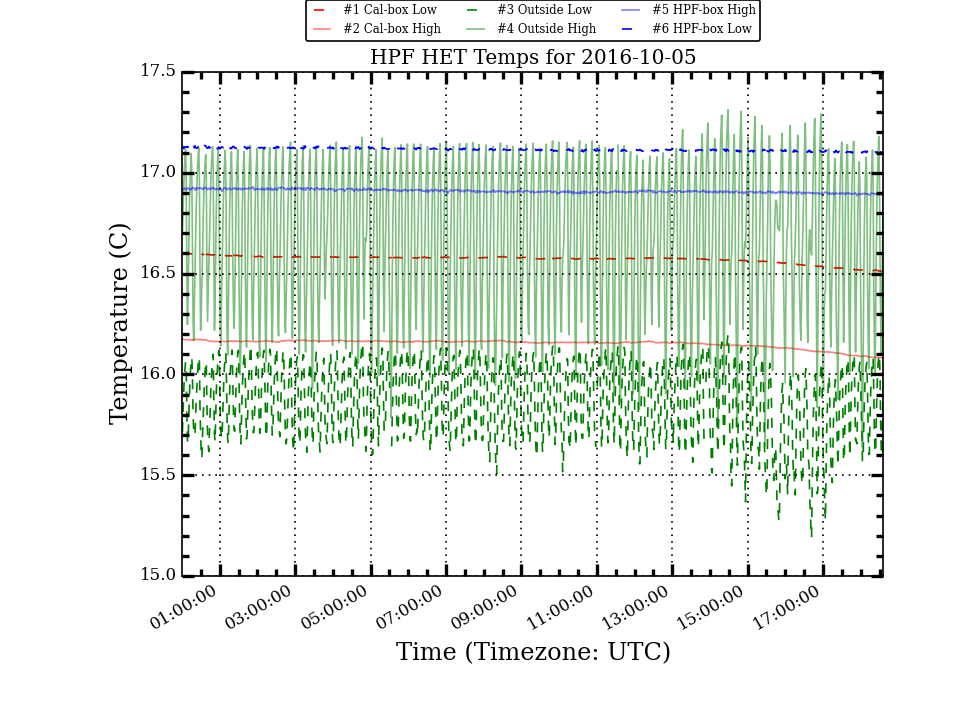 #1 Cal-box Low #3 Outside Low #5 HPF-box High
#2 Cal-box High #4 Outside High #6 HPF-box Low
HPF HET Temps for 2016-10-05
17.5
17.0
16.5
16.0
15.5
15.0
Temperature (C)
01:00:00 03:00:00 05:00:00 07:00:00 09:00:00 11:00:00 13:00:00 15:00:00 17:00:00
Time (Timezone: UTC)